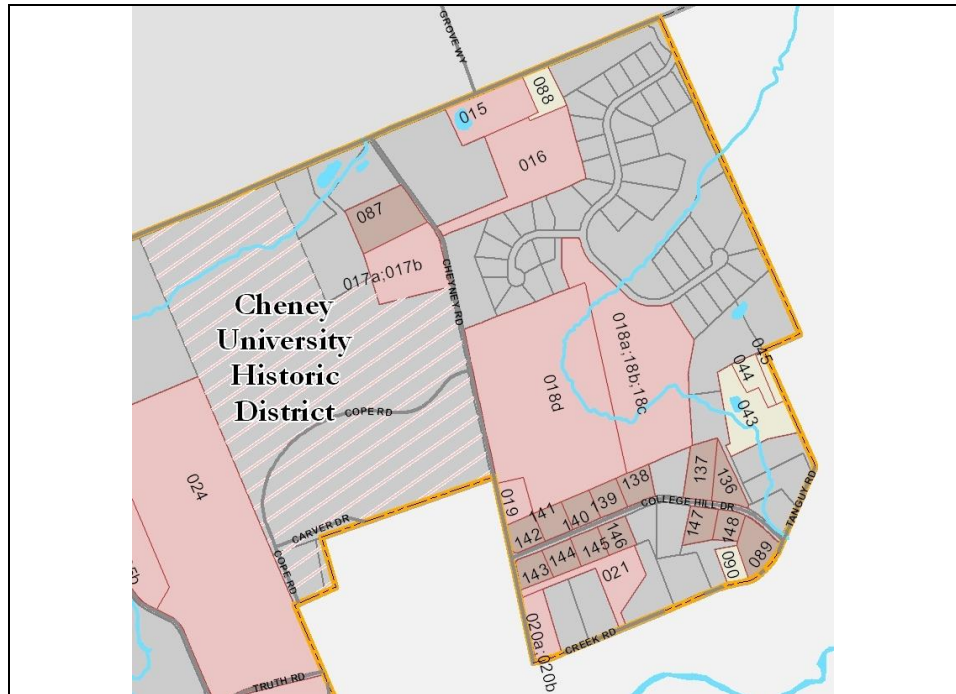 GROVE WY
015
088
016
087
017a;017b
CHEYNEY RD
Cheney
University
Historic
District
COPE RD
018a;18b;18c
018d
045
044
043
024
019
141
142
140
139
138
137
136
COLLEGE HILL DR
TANGUY RD
147
148
089
090
143
144
145
146
021
020a;020b
CREEK RD
CARVER DR
COPE RD
TRUTH RD